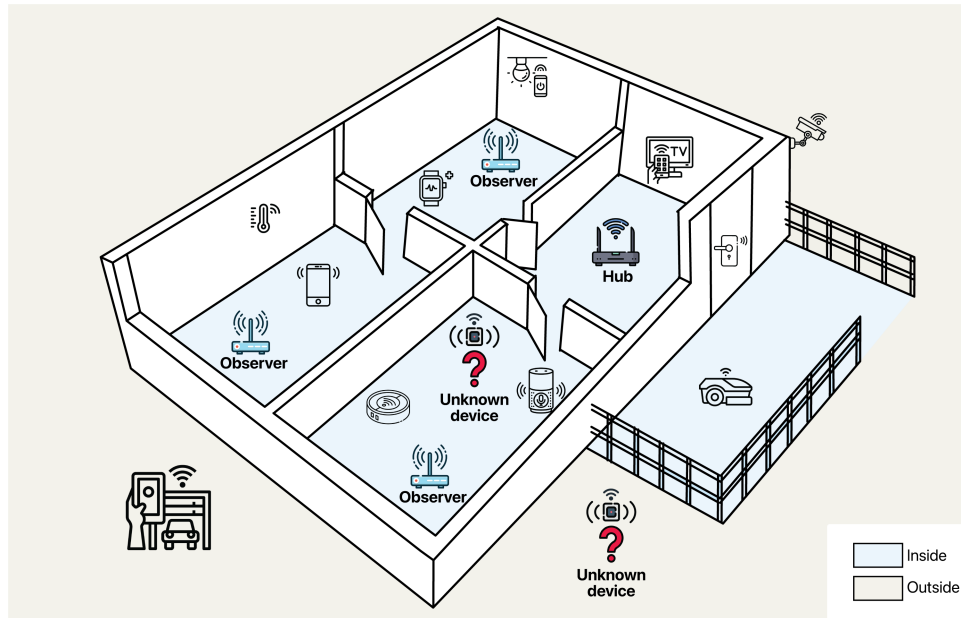 TV
Observer
Hub
Observer
Unknown
device
Observer
Unknown
device
Inside
Outside